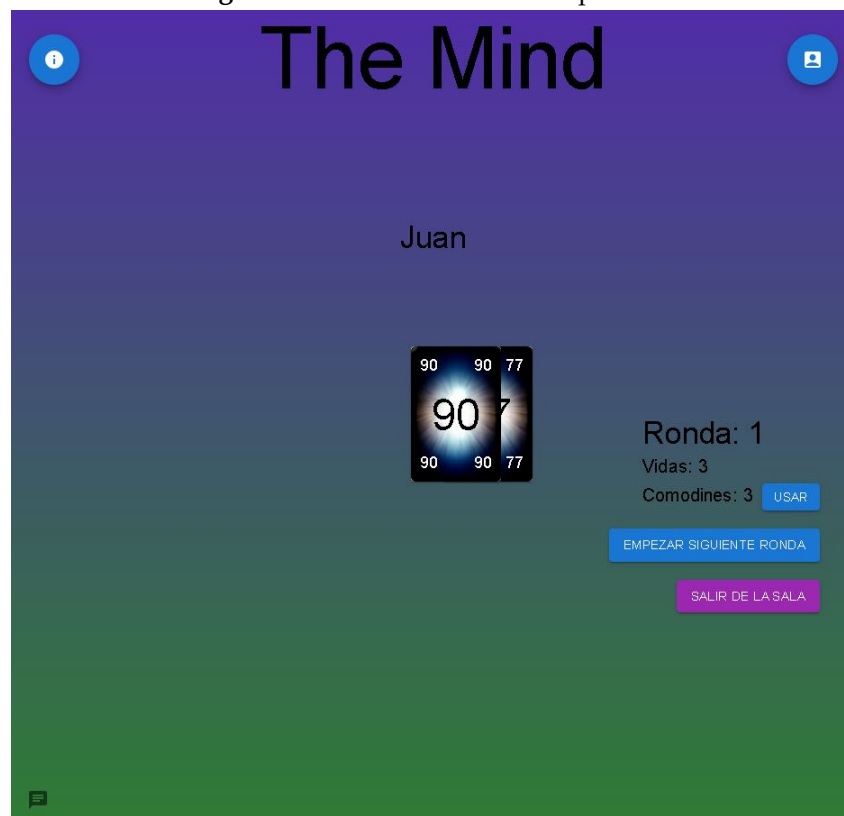 The Mind
Juan
90 90 77
90 7
90 90 77
Ronda: 1
Vidas: 3
Comodines: 3 USAR
EMPEZAR SIGUIENTE RONDA
SALIR DE LA SALA